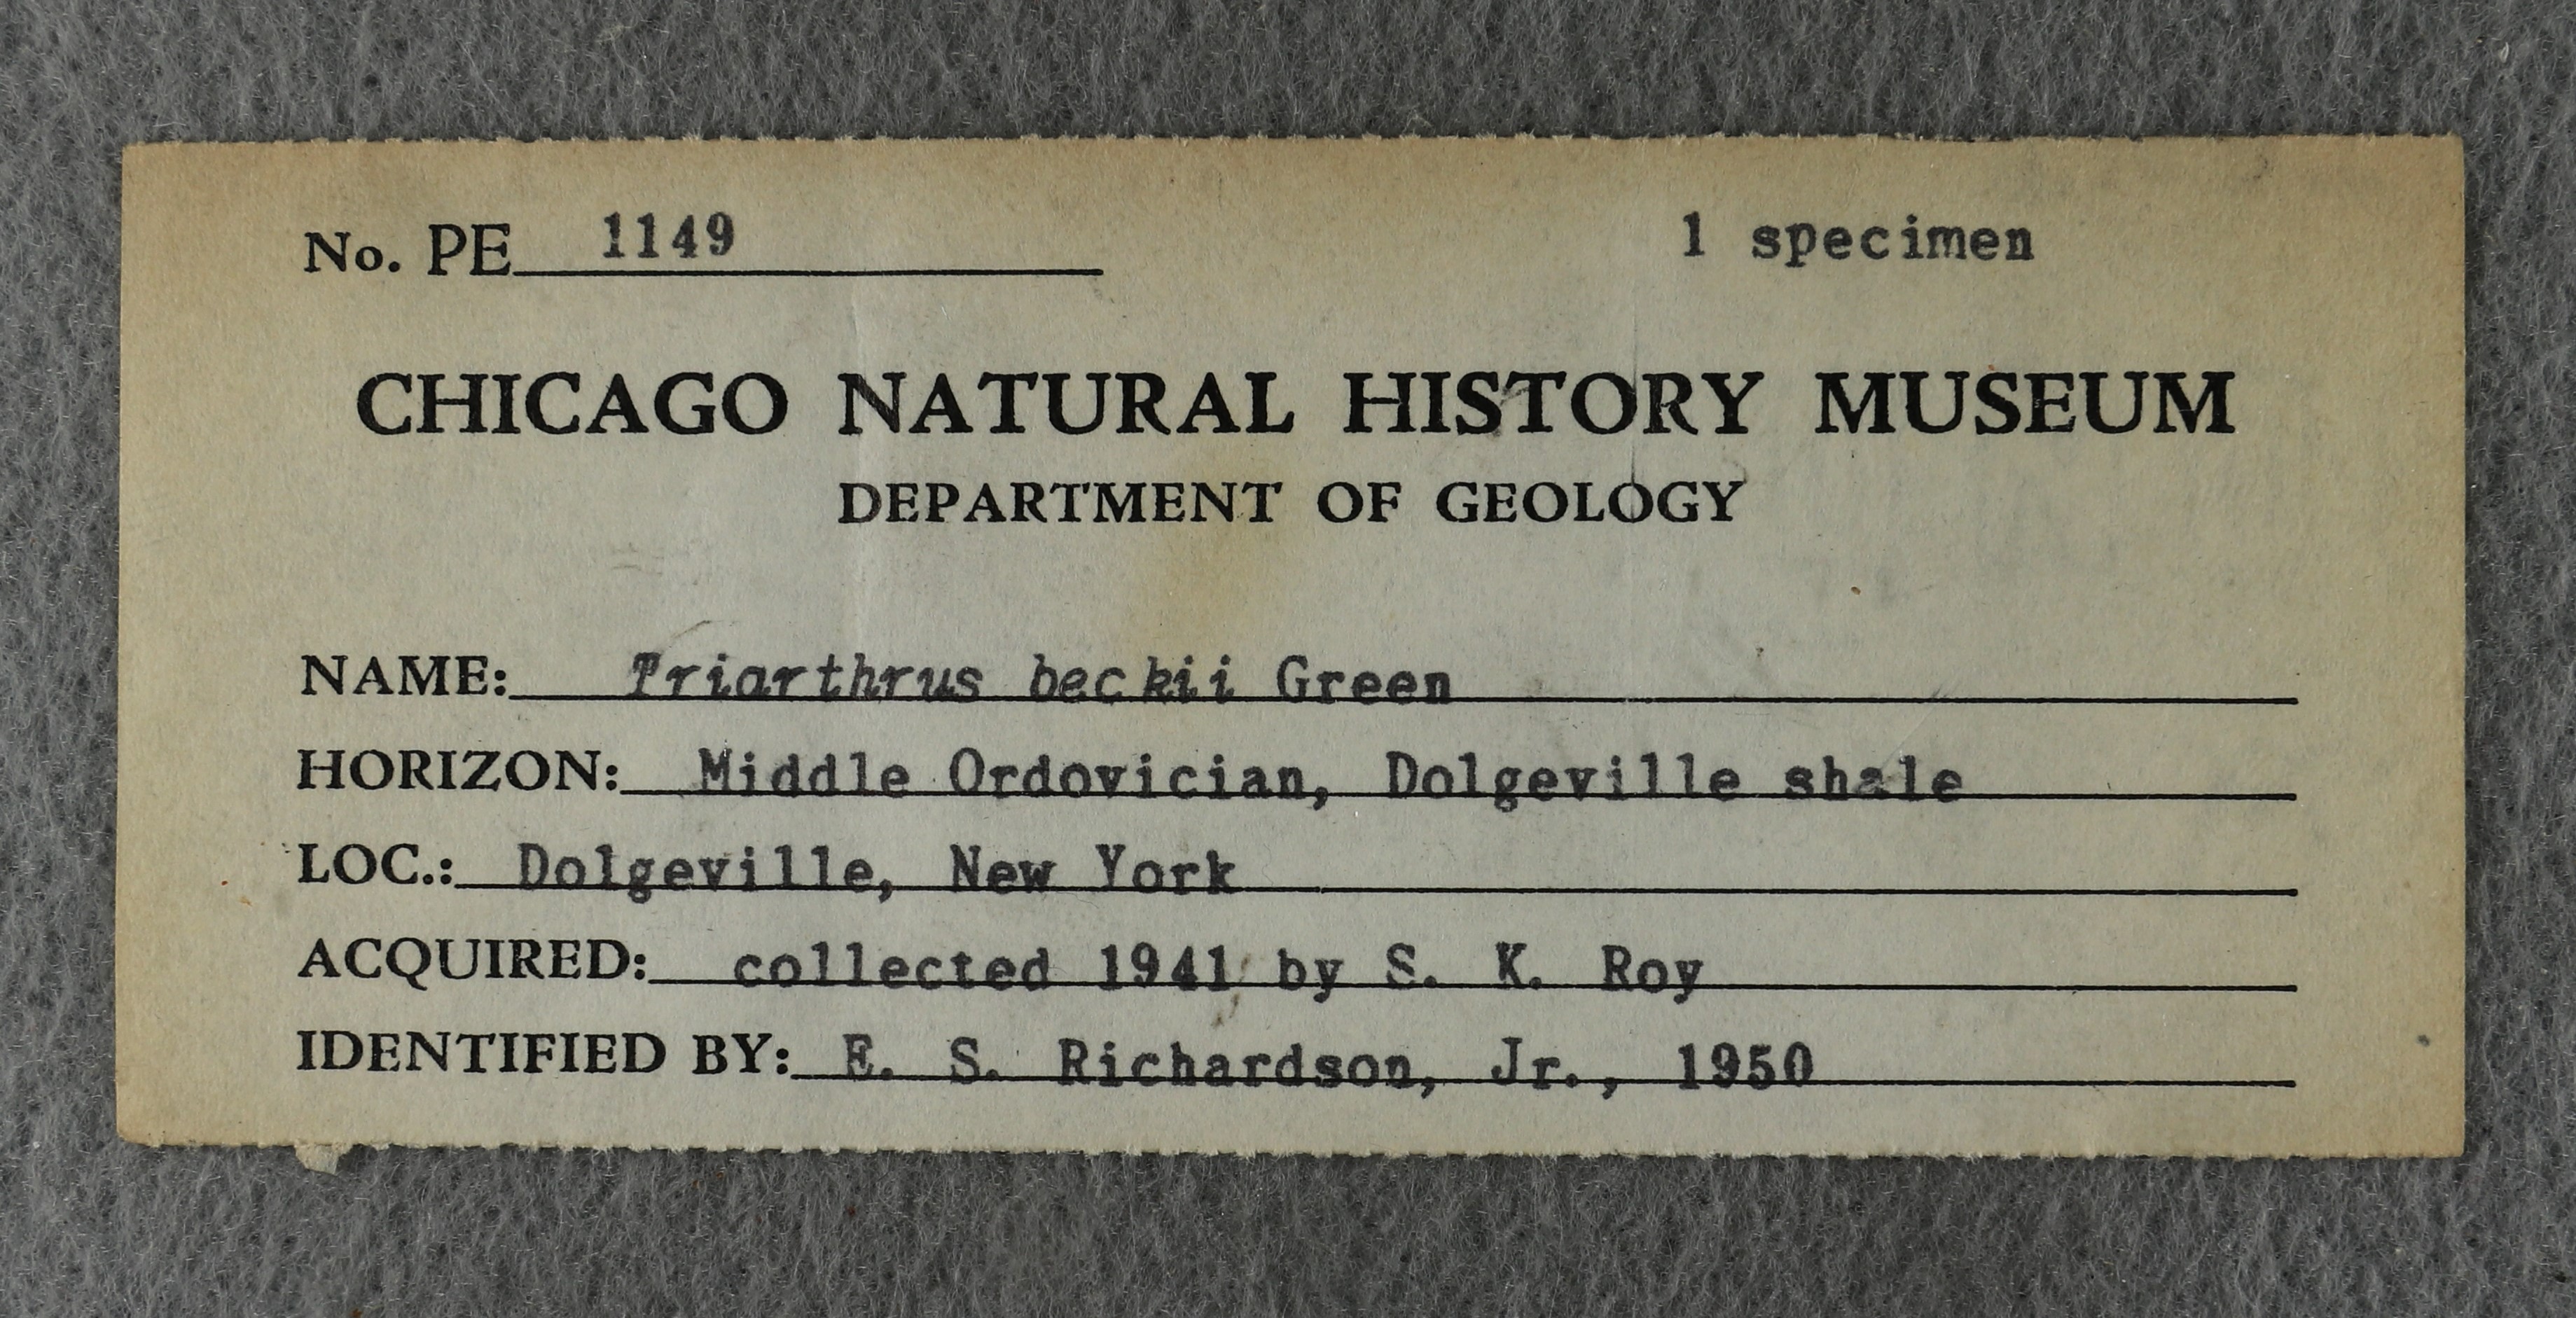 No. PE 1149 1 specimen
CHICAGO NATURAL HISTORY MUSEUM
DEPARTMENT OF GEOLOGY
NAME: Triarthrus beckii Green
HORIZON: Middle Ordovician, Dolgeville shale
LOC.: Dolgeville, New York
ACQUIRED: collected 1941 by S. K. Roy
IDENTIFIED BY: E. S. Richardson, Jr., 1950